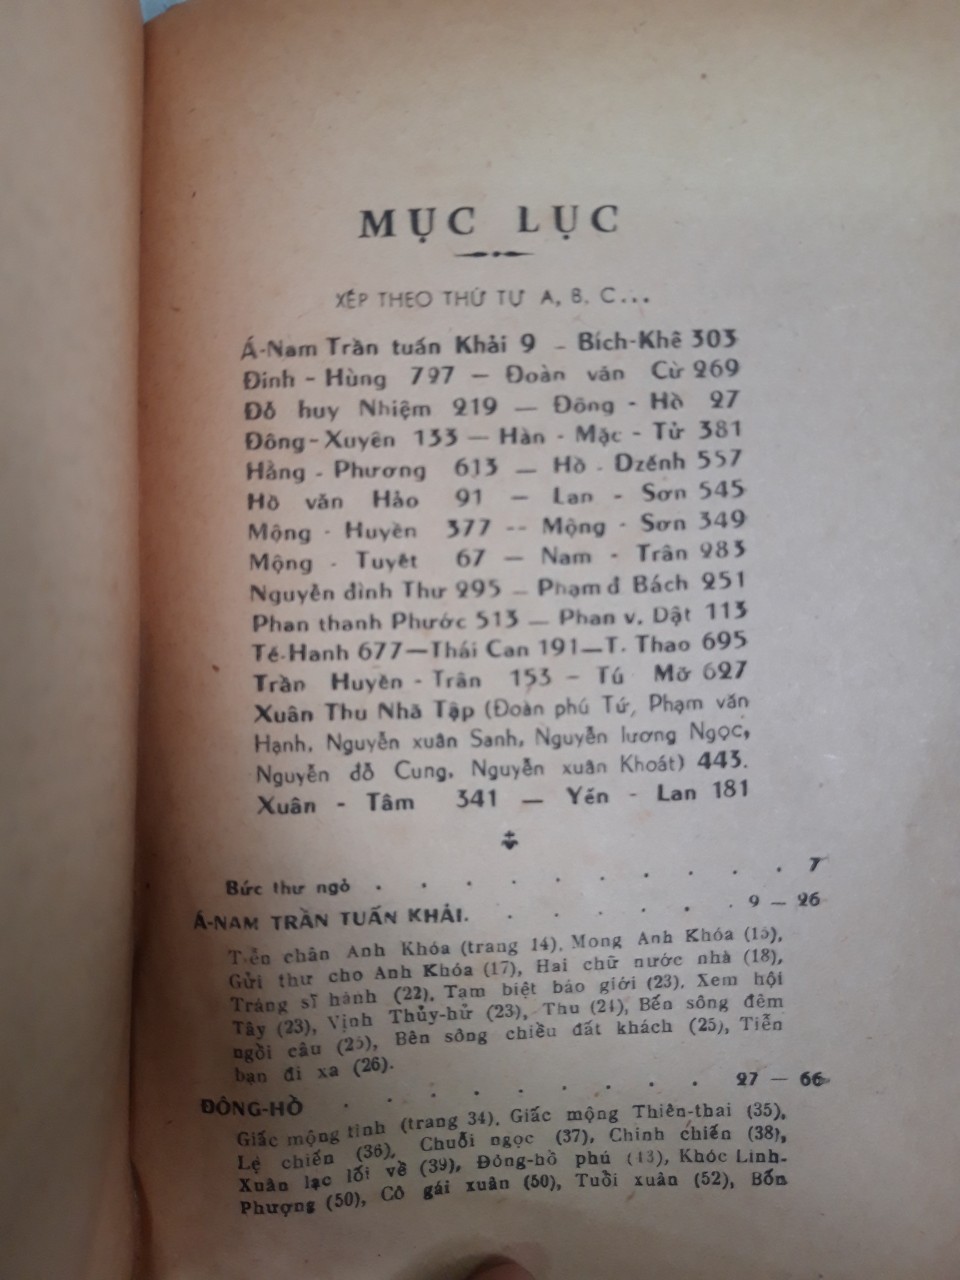 MỤC LỤC
XẾP THEO THỨ TỰ A, B, C...
Á-Nam Trần tuấn Khải 9 – Bích-Khê 303
Đinh - Hùng 797 — Đoàn văn Cừ 269
Đỗ huy Nhiệm 219 — Đông - Hồ 27
Đông-Xuyên 133 — Hàn - Mặc - Tử 381
Hằng - Phương 613 — Hồ - Dzếnh 557
Hồ văn Hảo 91 — Lan - Sơn 545
Mộng - Huyền 377 -- Mộng - Sơn 349
Mộng - Tuyết 67 — Nam - Trân 283
Nguyễn đình Thư 295 — Phạm đ Bách 251
Phan thanh Phước 513 — Phan v. Dật 113
Tế-Hanh 677—Thái Can 191—T. Thao 695
Trần Huyền - Trân 153 – Tú Mỡ 627
Xuân Thu Nhã Tập (Đoàn phú Tứ, Phạm văn
Hạnh, Nguyễn xuân Sanh, Nguyễn lương Ngọc,
Nguyễn đỗ Cung, Nguyễn xuân Khoát) 443.
Xuân - Tâm 341 — Yến - Lan 181
Bức thư ngỏ . . . . . . . . . . 7
Á-NAM TRẦN TUẤN KHẢI. . . . . . . 9 — 26
Tiễn chân Anh Khóa (trang 14), Mong Anh Khóa (15),
Gửi thư cho Anh Khóa (17), Hai chữ nước nhà (18),
Tráng sĩ hành (22), Tạm biệt báo giới (23), Xem hội
Tây (23), Vịnh Thủy-hử (23), Thu (24), Bến sông đêm
ngồi câu (25), Bên sông chiều đất khách (25), Tiễn
bạn đi xa (26).
ĐÔNG-HỒ . . . . . . . . 27 — 66
Giấc mộng tình (trang 34), Giấc mộng Thiên-thai (35),
Lẹ chiến (36), Chuỗi ngọc (37), Chinh chiến (38),
Xuân lạc lối về (39), Đông-hồ phú (43), Khóc Linh-
Phượng (50), Cô gái xuân (50), Tuổi xuân (52), Bốn